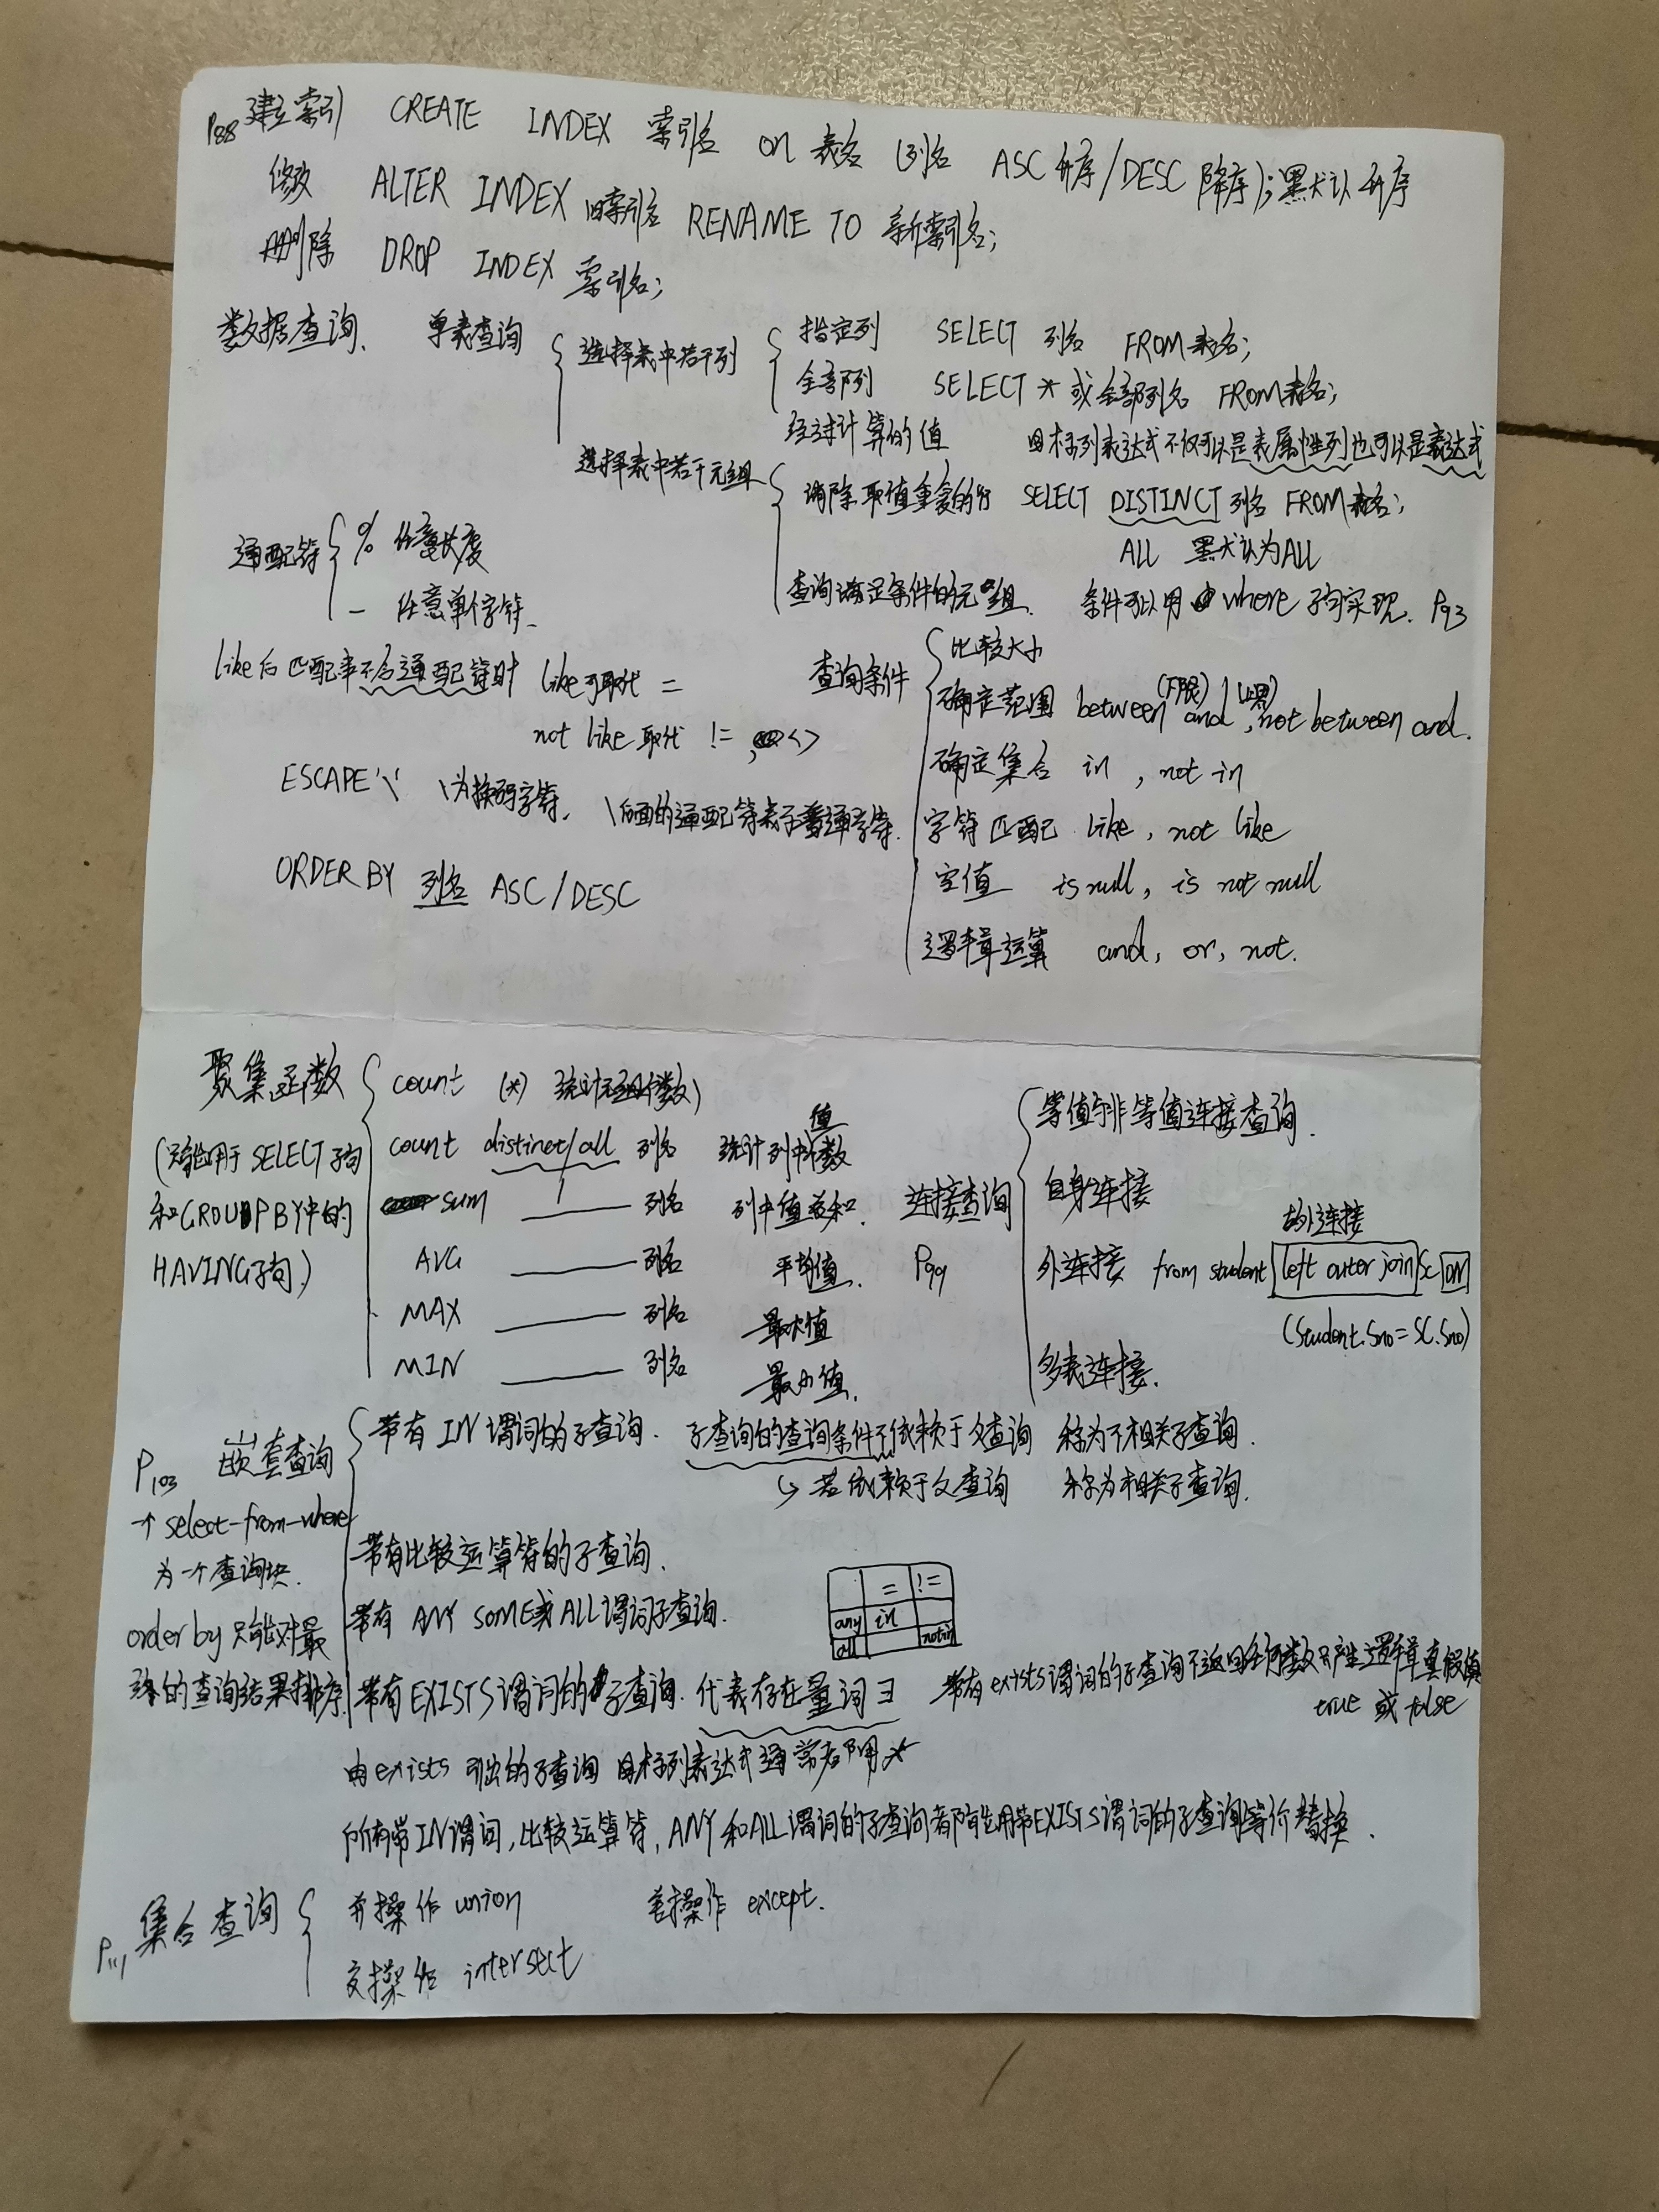 P88 建立索引 CREATE INDEX 索引名 on 表名 (列名 ASC 升序/DESC 降序);默认升序
修改 ALTER INDEX 旧索引名 RENAME TO 新索引名;
删除 DROP INDEX 索引名;
数据查询、 单表查询
选择表中若干列
指定列 SELECT 列名 FROM 表名;
全部列 SELECT * 或全部列名 FROM 表名;
经过计算的值 目标列表达式不仅可以是表属性列也可以是表达式
选择表中若干元组
消除取值重复的行 SELECT DISTINCT 列名 FROM 表名;
ALL 默认为ALL
查询满足条件的元组. 条件可以用 where 子句实现. P93
通配符
% 任意长度
_ 任意单个字符
like后匹配串不含通配符时 like可取代 =
not like 取代 != , <>
ESCAPE'\' \为换码字符, \后面的通配符表示普通字符.
ORDER BY 列名 ASC/DESC
查询条件
比较大小
确定范围 between(下限) and(上限), not between and.
确定集合 in , not in
字符匹配 like, not like
空值 is null, is not null
逻辑运算 and, or, not.
聚集函数
(只能用于 SELECT 子句
和GROUP BY中的
HAVING子句)
count (*) 统计元组个数)
count distinct/all 列名 统计列中值个数
sum 列名 列中值总和.
AVG 列名 平均值.
MAX 列名 最大值
MIN 列名 最小值.
连接查询
P99
等值与非等值连接查询.
自身连接
左外连接
外连接 from student left outer join SC ON
(Student.Sno=SC.Sno)
多表连接.
P103 嵌套查询
→ select-from-where
为一个查询块.
order by 只能对最
终的查询结果排序
带有 IN 谓词的子查询. 子查询的查询条件不依赖于父查询 称为不相关子查询.
↳ 若依赖于父查询 称为相关子查询.
带有比较运算符的子查询.
带有 ANY SOME或ALL谓词子查询.
= !=
any in
all not in
带有EXISTS谓词的子查询. 代表存在量词∃ 带有exists谓词的子查询不返回任何数只产生逻辑真假值
true 或 false
由exists 引出的子查询 目标列表达式通常都用*
所有带IN谓词,比较运算符,ANY和ALL谓词的子查询都能用带EXISTS谓词的子查询等价替换.
P111 集合查询
并操作 union 差操作 except.
交操作 intersect